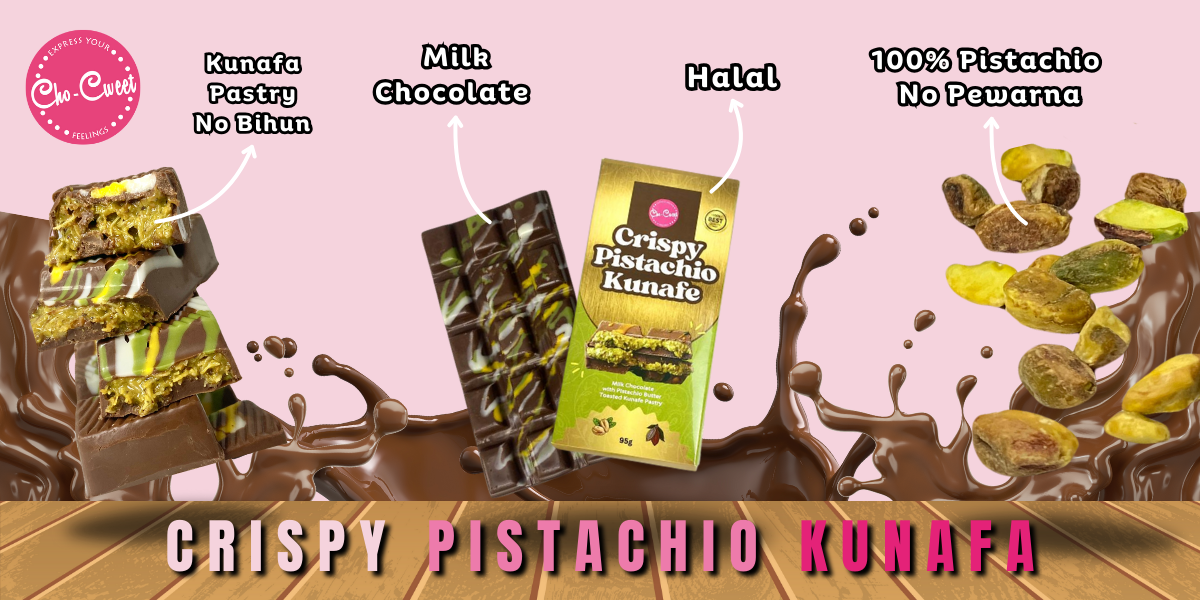 EXPRESS YOUR
Cho-Cweet
FEELINGS
Kunafa
Pastry
No Bihun
Milk
Chocolate
Halal
100% Pistachio
No Pewarna
Cho-Cweet
BEST
Crispy
Pistachio
Kunafe
Milk Chocolate
with Pistachio Butter
Toasted Kunafe Pastry
95g
CRISPY PISTACHIO KUNAFA